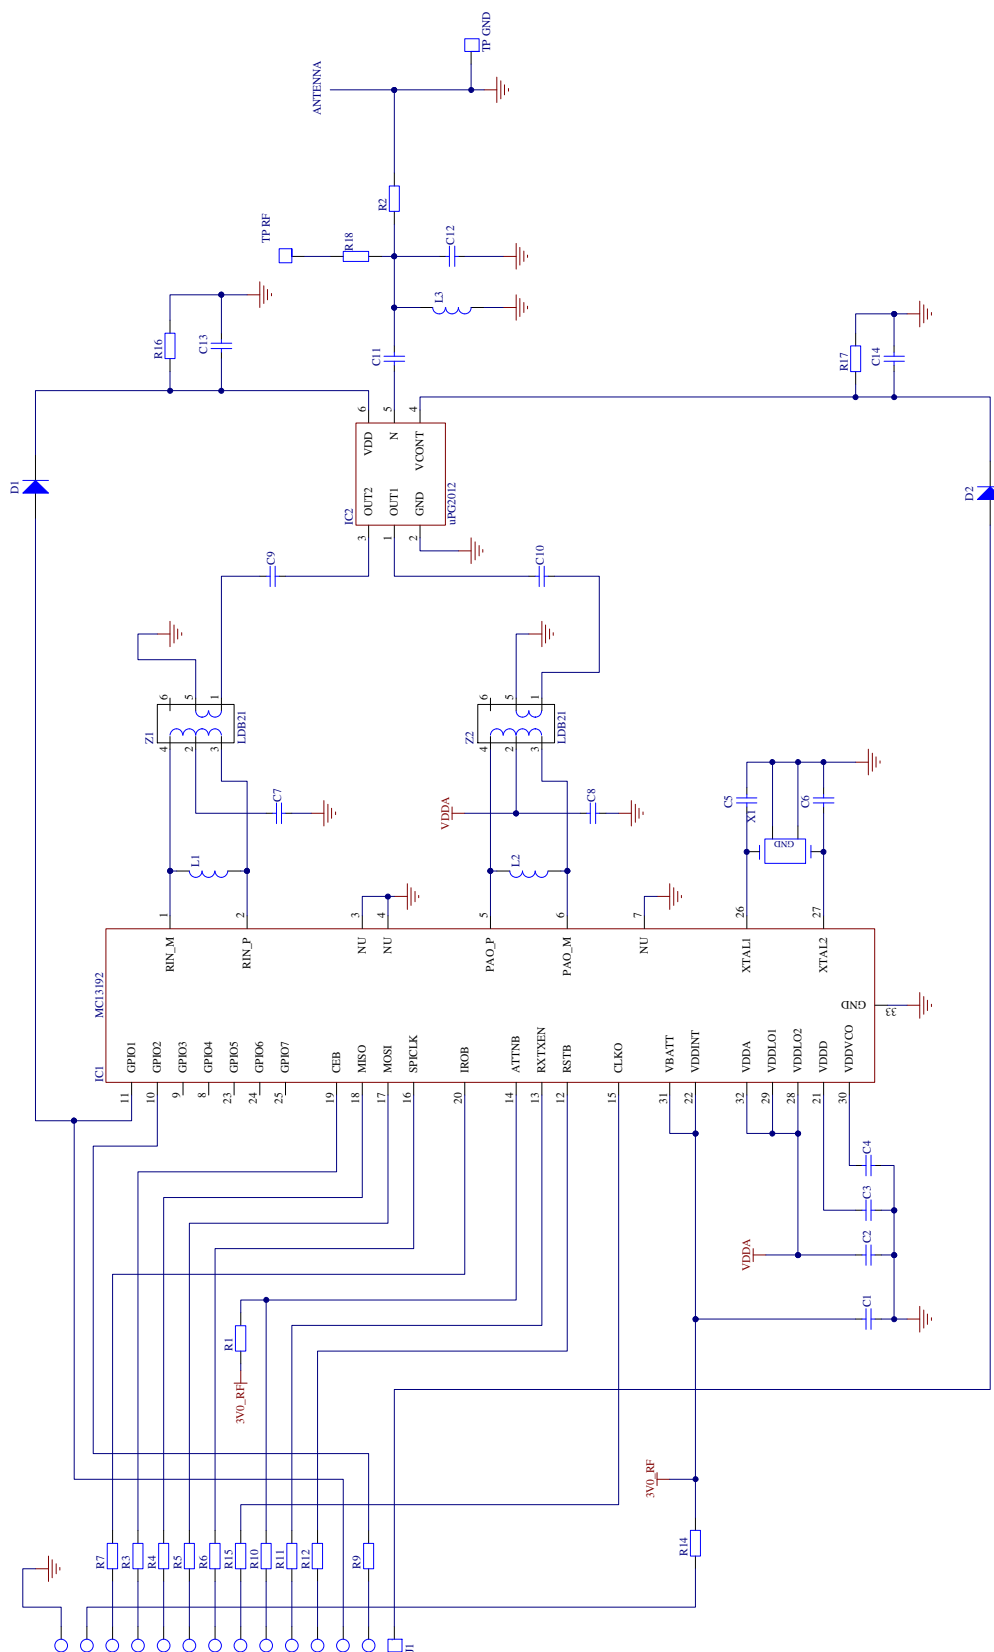 TP GND
ANTENNA
R2
TP RF
R18
C12
L3
C11
R16
C13
R17
C14
D1
D2
6
5
4
VDD
N
VCONT
OUT2
OUT1
GND
IC2
uPG2012
3
1
2
C9
C10
6
5
1
Z1
LDB21
4
2
3
6
5
1
Z2
LDB21
4
2
3
C7
VDDA
C8
L1
L2
C5
X1
C6
GND
1
2
3
4
5
6
7
26
27
RIN_M
RIN_P
NU
NU
PAO_P
PAO_M
NU
XTAL1
XTAL2
MC13192
IC1
GND
33
GPIO1
GPIO2
GPIO3
GPIO4
GPIO5
GPIO6
GPIO7
CEB
MISO
MOSI
SPICLK
IROB
ATTNB
RXTXEN
RSTB
CLKO
VBATT
VDDINT
VDDA
VDDLO1
VDDLO2
VDDD
VDDVCO
11
10
9
8
23
24
25
19
18
17
16
20
14
13
12
15
31
22
32
29
28
21
30
C4
C3
C2
C1
VDDA
R1
3V0_RF
3V0_RF
R14
R7
R3
R4
R5
R6
R15
R10
R11
R12
R9
J1